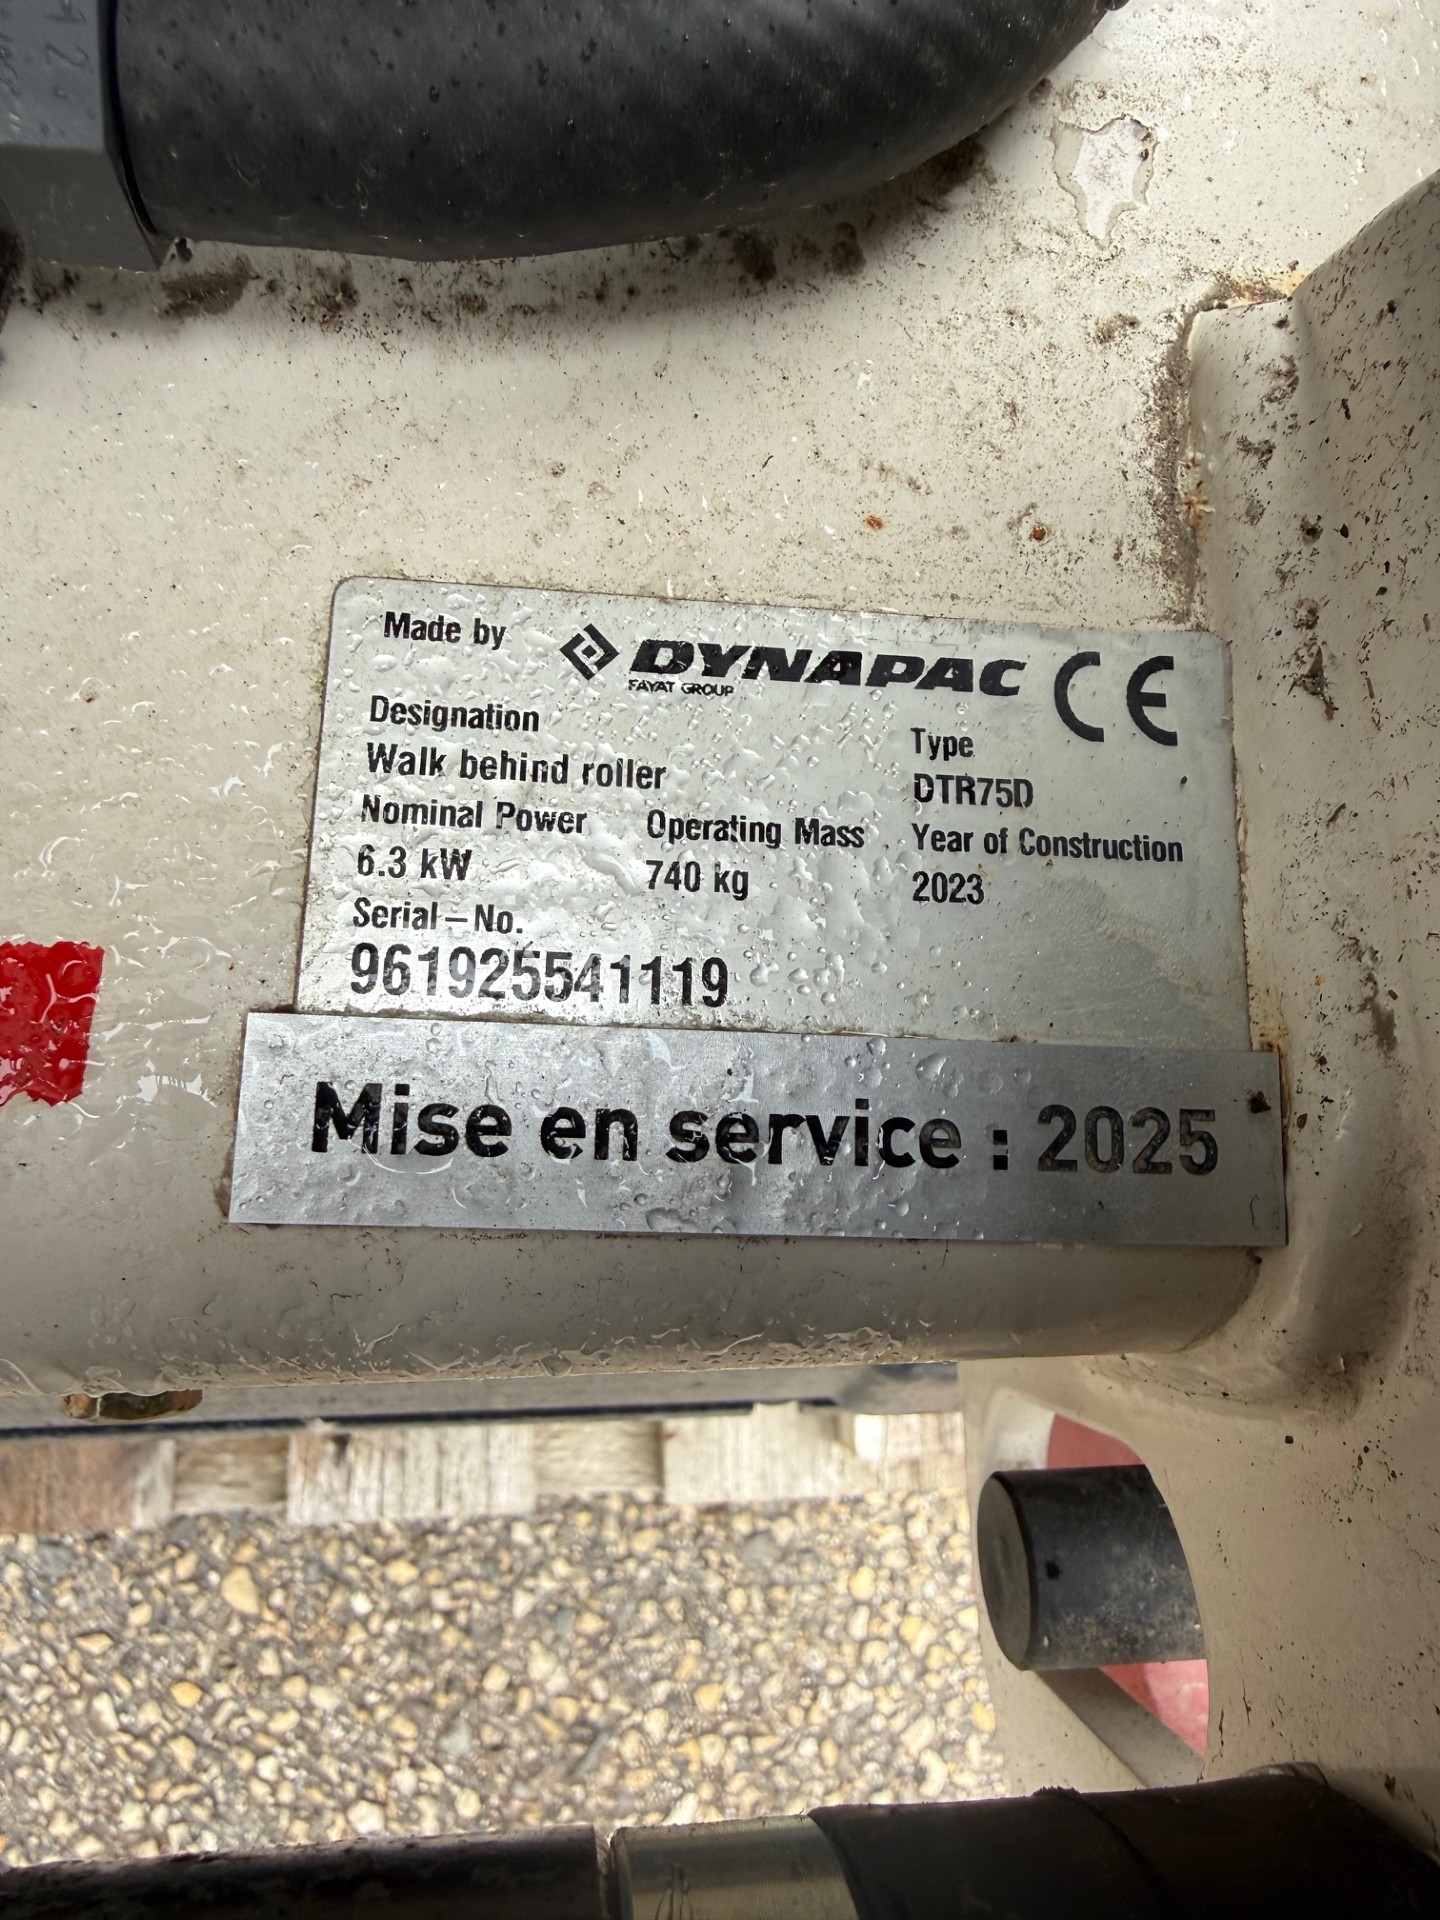 Made by DYNAPAC CE
FAYAT GROUP
Designation
Type
Walk behind roller
DTR75D
Nominal Power Operating Mass Year of Construction
6.3 kW 740 kg 2023
Serial–No.
961925541119
Mise en service : 2025